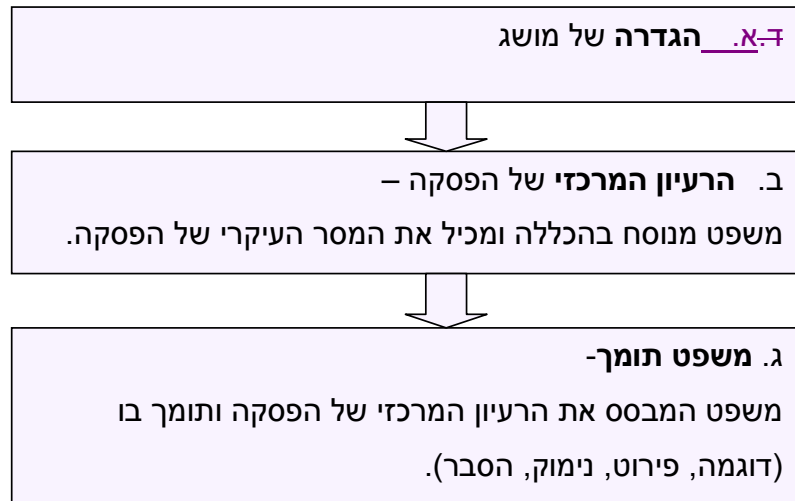 ד.א. הגדרה של מושג
ב. הרעיון המרכזי של הפסקה –
משפט מנוסח בהכללה ומכיל את המסר העיקרי של הפסקה.
ג. משפט תומך-
משפט המבסס את הרעיון המרכזי של הפסקה ותומך בו
(דוגמה, פירוט, נימוק, הסבר).